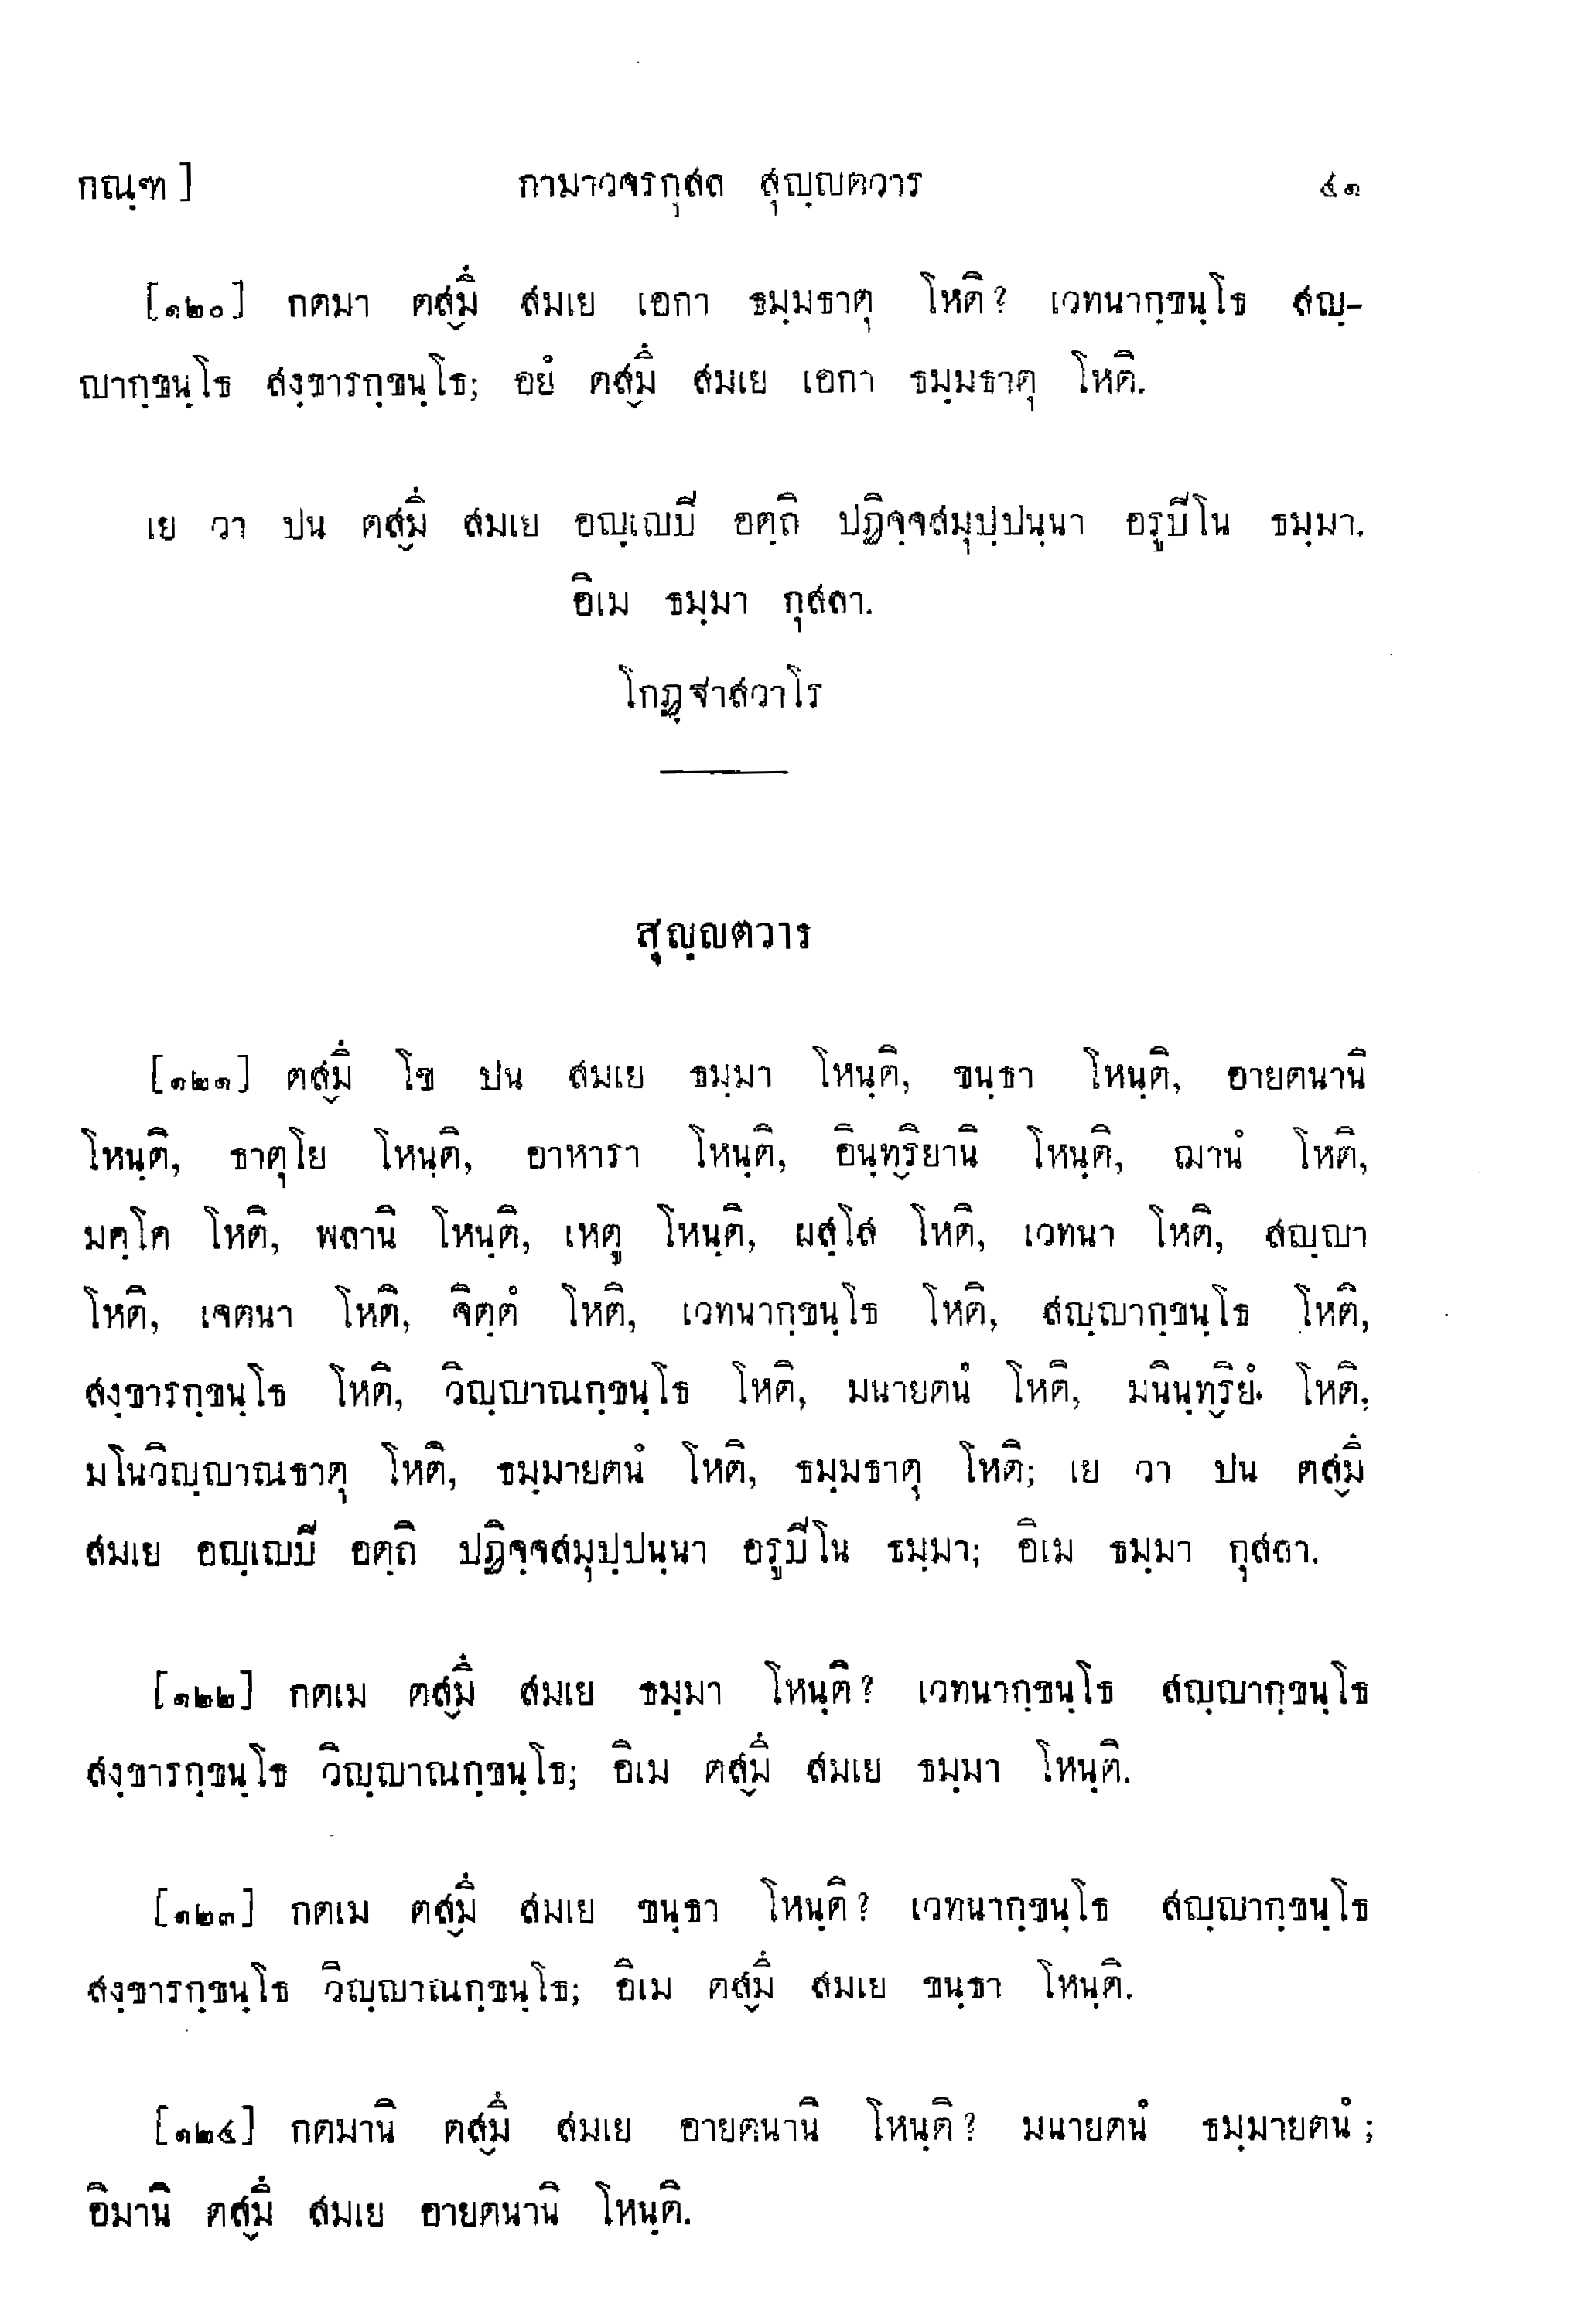 กณฺฑ ] กามาวจรกุสล สุญฺญตวาร ๔๑
[๑๒๐] กตมา ตสฺมึ๎ สมเย เอกา ธมฺมธาตุ โหติ? เวทนากฺขนฺโธ สญฺ-
ญากฺขนฺโธ สงฺขารกฺขนฺโธ; อยํ ตสฺมึ๎ สมเย เอกา ธมฺมธาตุ โหติ.
เย วา ปน ตสฺมึ๎ สมเย อญฺเญปี อตฺถิ ปฏิจฺจสมุปฺปนฺนา อรูปีโน ธมฺมา.
อิเม ธมฺมา กุสลา.
โกฏฺฐาสวาโร
สุญฺญตวาร
[๑๒๑] ตสฺมึ๎ โข ปน สมเย ธมฺมา โหนฺติ, ขนฺธา โหนฺติ, อายตนานิ
โหนฺติ, ธาตุโย โหนฺติ, อาหารา โหนฺติ, อินฺทฺริยานิ โหนฺติ, ฌานํ โหติ,
มคฺโค โหติ, พลานิ โหนฺติ, เหตู โหนฺติ, ผสฺโส โหติ, เวทนา โหติ, สญฺญา
โหติ, เจตนา โหติ, จิตฺตํ โหติ, เวทนากฺขนฺโธ โหติ, สญฺญากฺขนฺโธ โหติ,
สงฺขารกฺขนฺโธ โหติ, วิญฺญาณกฺขนฺโธ โหติ, มนายตนํ โหติ, มนินฺทฺริยํ โหติ,
มโนวิญฺญาณธาตุ โหติ, ธมฺมายตนํ โหติ, ธมฺมธาตุ โหติ; เย วา ปน ตสฺมึ๎
สมเย อญฺเญปี อตฺถิ ปฏิจฺจสมุปฺปนฺนา อรูปีโน ธมฺมา; อิเม ธมฺมา กุสลา.
[๑๒๒] กตเม ตสฺมึ๎ สมเย ธมฺมา โหนฺติ? เวทนากฺขนฺโธ สญฺญากฺขนฺโธ
สงฺขารกฺขนฺโธ วิญฺญาณกฺขนฺโธ; อิเม ตสฺมึ๎ สมเย ธมฺมา โหนฺติ.
[๑๒๓] กตเม ตสฺมึ๎ สมเย ขนฺธา โหนฺติ? เวทนากฺขนฺโธ สญฺญากฺขนฺโธ
สงฺขารกฺขนฺโธ วิญฺญาณกฺขนฺโธ; อิเม ตสฺมึ๎ สมเย ขนฺธา โหนฺติ.
[๑๒๔] กตมานิ ตสฺมึ๎ สมเย อายตนานิ โหนฺติ? มนายตนํ ธมฺมายตนํ;
อิมานิ ตสฺมึ๎ สมเย อายตนานิ โหนฺติ.